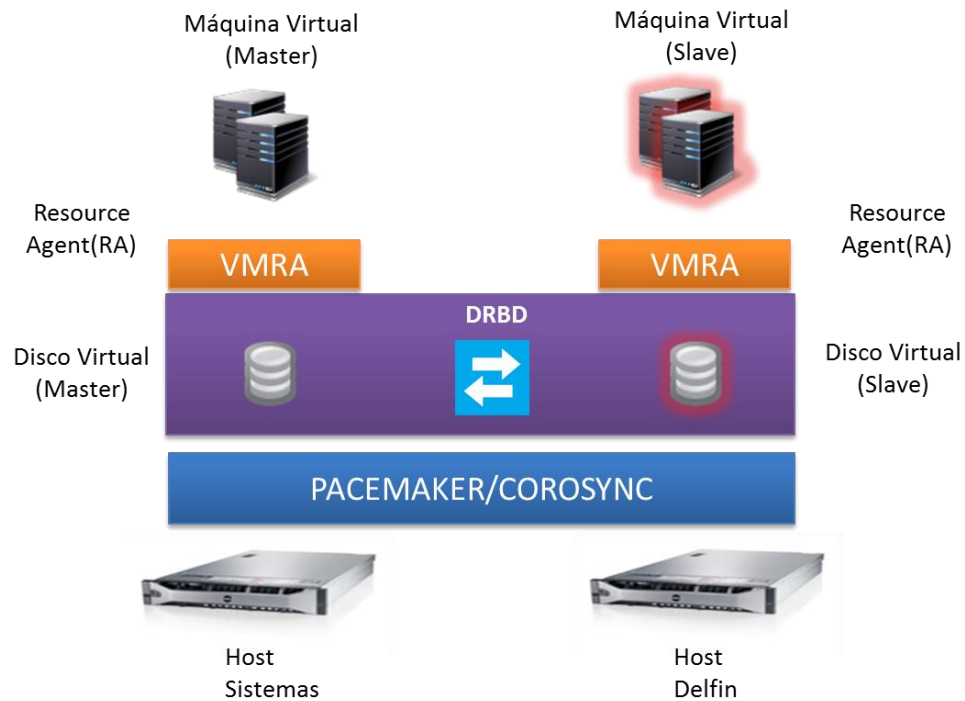 Máquina Virtual
(Master)
Máquina Virtual
(Slave)
Resource
Agent(RA)
Resource
Agent(RA)
VMRA
VMRA
DRBD
Disco Virtual
(Master)
Disco Virtual
(Slave)
PACEMAKER/COROSYNC
Host
Sistemas
Host
Delfin